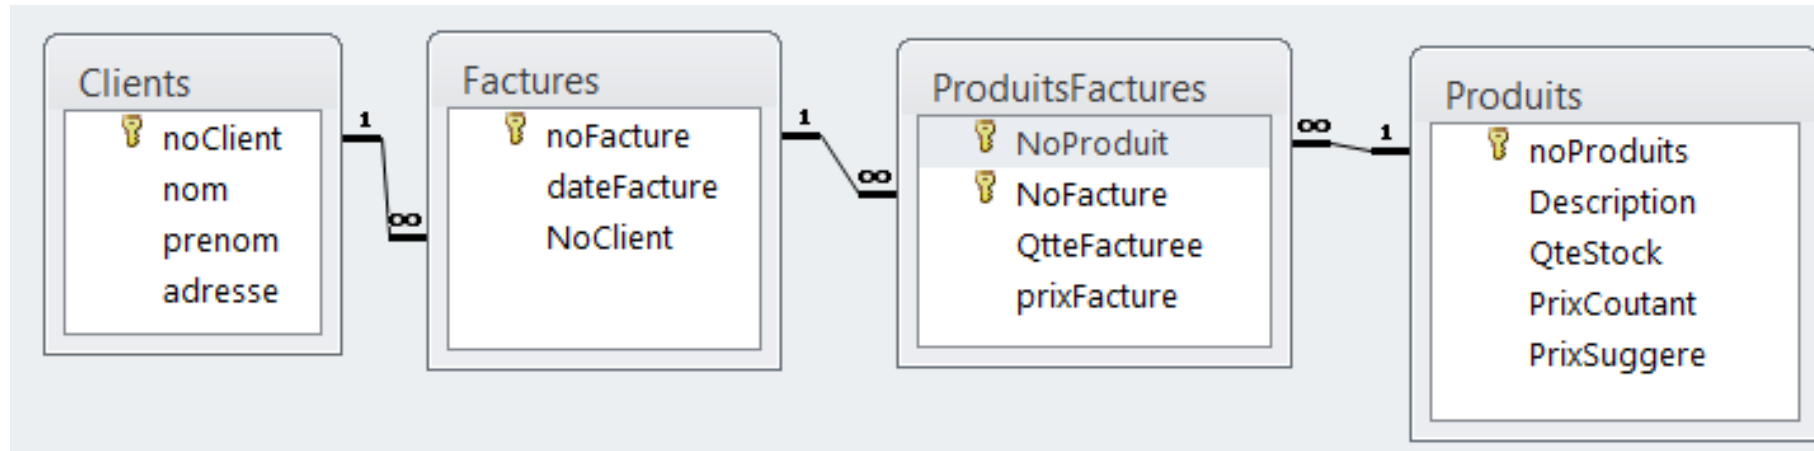 Clients
noClient
nom
prenom
adresse
1
∞
Factures
noFacture
dateFacture
NoClient
1
∞
ProduitsFactures
NoProduit
NoFacture
QtteFacturee
prixFacture
∞
1
Produits
noProduits
Description
QteStock
PrixCoutant
PrixSuggere